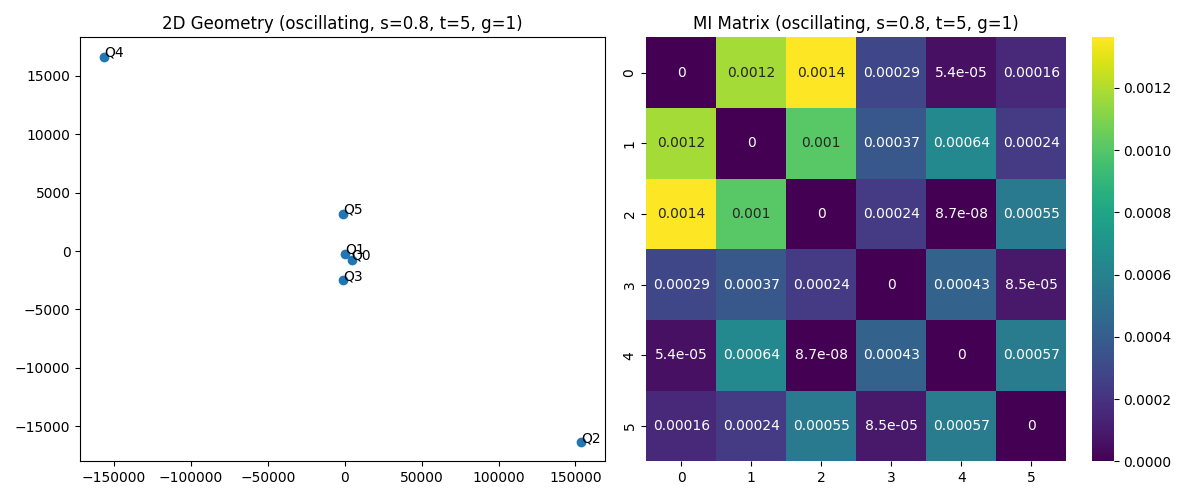 2D Geometry (oscillating, s=0.8, t=5, g=1)
Q4
Q5
Q1
Q0
Q3
Q2
15000
10000
5000
0
−5000
−10000
−15000
−150000 −100000 −50000 0 50000 100000 150000
MI Matrix (oscillating, s=0.8, t=5, g=1)
0 0 0.0012 0.0014 0.00029 5.4e-05 0.00016
1 0.0012 0 0.001 0.00037 0.00064 0.00024
2 0.0014 0.001 0 0.00024 8.7e-08 0.00055
3 0.00029 0.00037 0.00024 0 0.00043 8.5e-05
4 5.4e-05 0.00064 8.7e-08 0.00043 0 0.00057
5 0.00016 0.00024 0.00055 8.5e-05 0.00057 0
0 1 2 3 4 5
0.0012
0.0010
0.0008
0.0006
0.0004
0.0002
0.0000